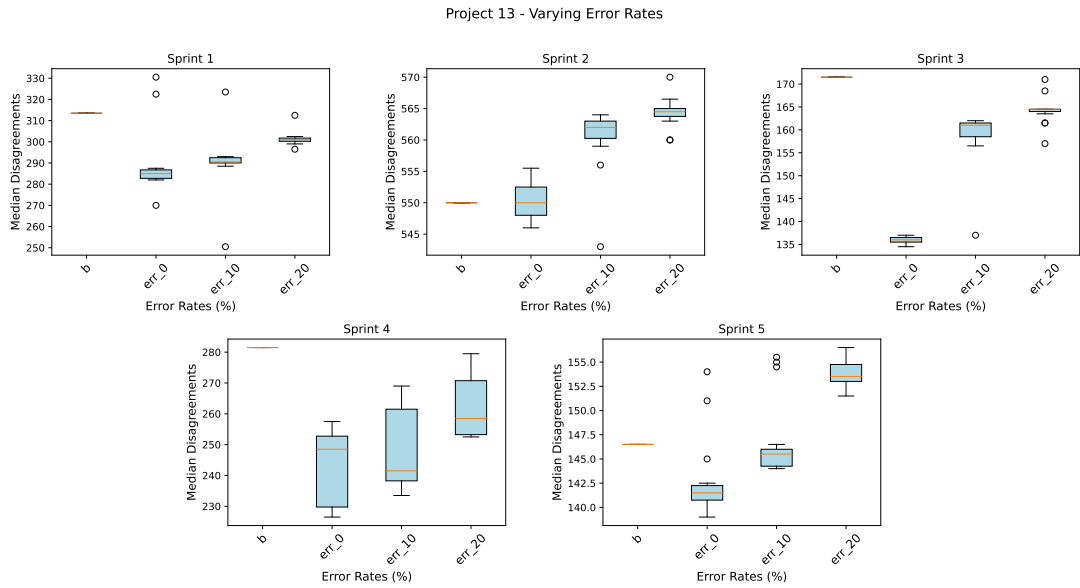 Project 13 - Varying Error Rates
Sprint 1
Median Disagreements
330
320
310
300
290
280
270
260
250
b
err_0
err_10
err_20
Error Rates (%)
Sprint 2
Median Disagreements
570
565
560
550
545
b
err_0
err_10
err_20
Error Rates (%)
Sprint 3
Median Disagreements
170
165
160
155
150
145
140
135
b
err_0
err_10
err_20
Error Rates (%)
Sprint 4
Median Disagreements
280
270
260
250
240
230
b
err_0
err_10
err_20
Error Rates (%)
Sprint 5
Median Disagreements
155.0
152.5
150.0
147.5
145.0
142.5
140.0
b
err_0
err_10
err_20
Error Rates (%)